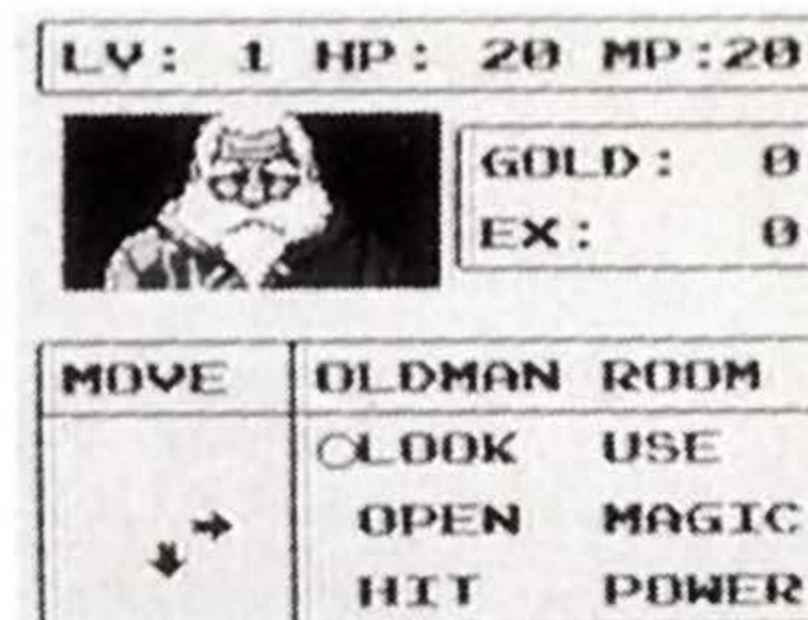 LV: 1 HP: 20 MP:20
GOLD: 0
EX: 0
MOVE
OLDMAN ROOM
LOOK USE
OPEN MAGIC
HIT POWER